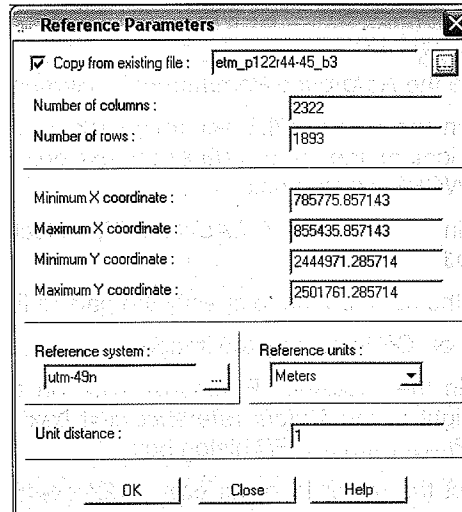 Reference Parameters
Copy from existing file : etm_p122r44-45_b3 ...
Number of columns : 2322
Number of rows : 1893
Minimum X coordinate : 785775.857143
Maximum X coordinate : 855435.857143
Minimum Y coordinate : 2444971.285714
Maximum Y coordinate : 2501761.285714
Reference system : Reference units :
utm-49n ... Meters
Unit distance : 1
OK Close Help